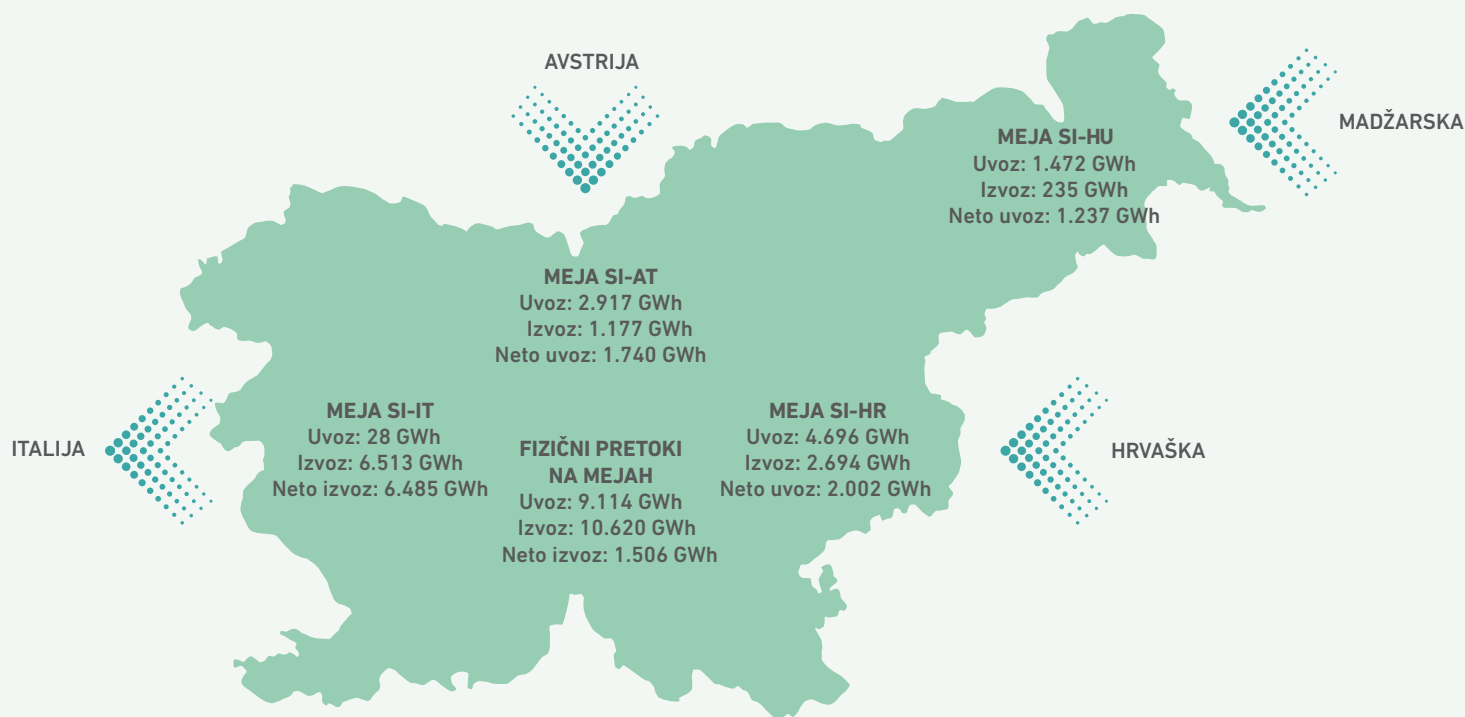 AVSTRIJA
MADŽARSKA
MEJA SI-HU
Uvoz: 1.472 GWh
Izvoz: 235 GWh
Neto uvoz: 1.237 GWh
MEJA SI-AT
Uvoz: 2.917 GWh
Izvoz: 1.177 GWh
Neto uvoz: 1.740 GWh
ITALIJA
MEJA SI-IT
Uvoz: 28 GWh
Izvoz: 6.513 GWh
Neto izvoz: 6.485 GWh
FIZIČNI PRETOKI
NA MEJAH
Uvoz: 9.114 GWh
Izvoz: 10.620 GWh
Neto izvoz: 1.506 GWh
MEJA SI-HR
Uvoz: 4.696 GWh
Izvoz: 2.694 GWh
Neto uvoz: 2.002 GWh
HRVAŠKA